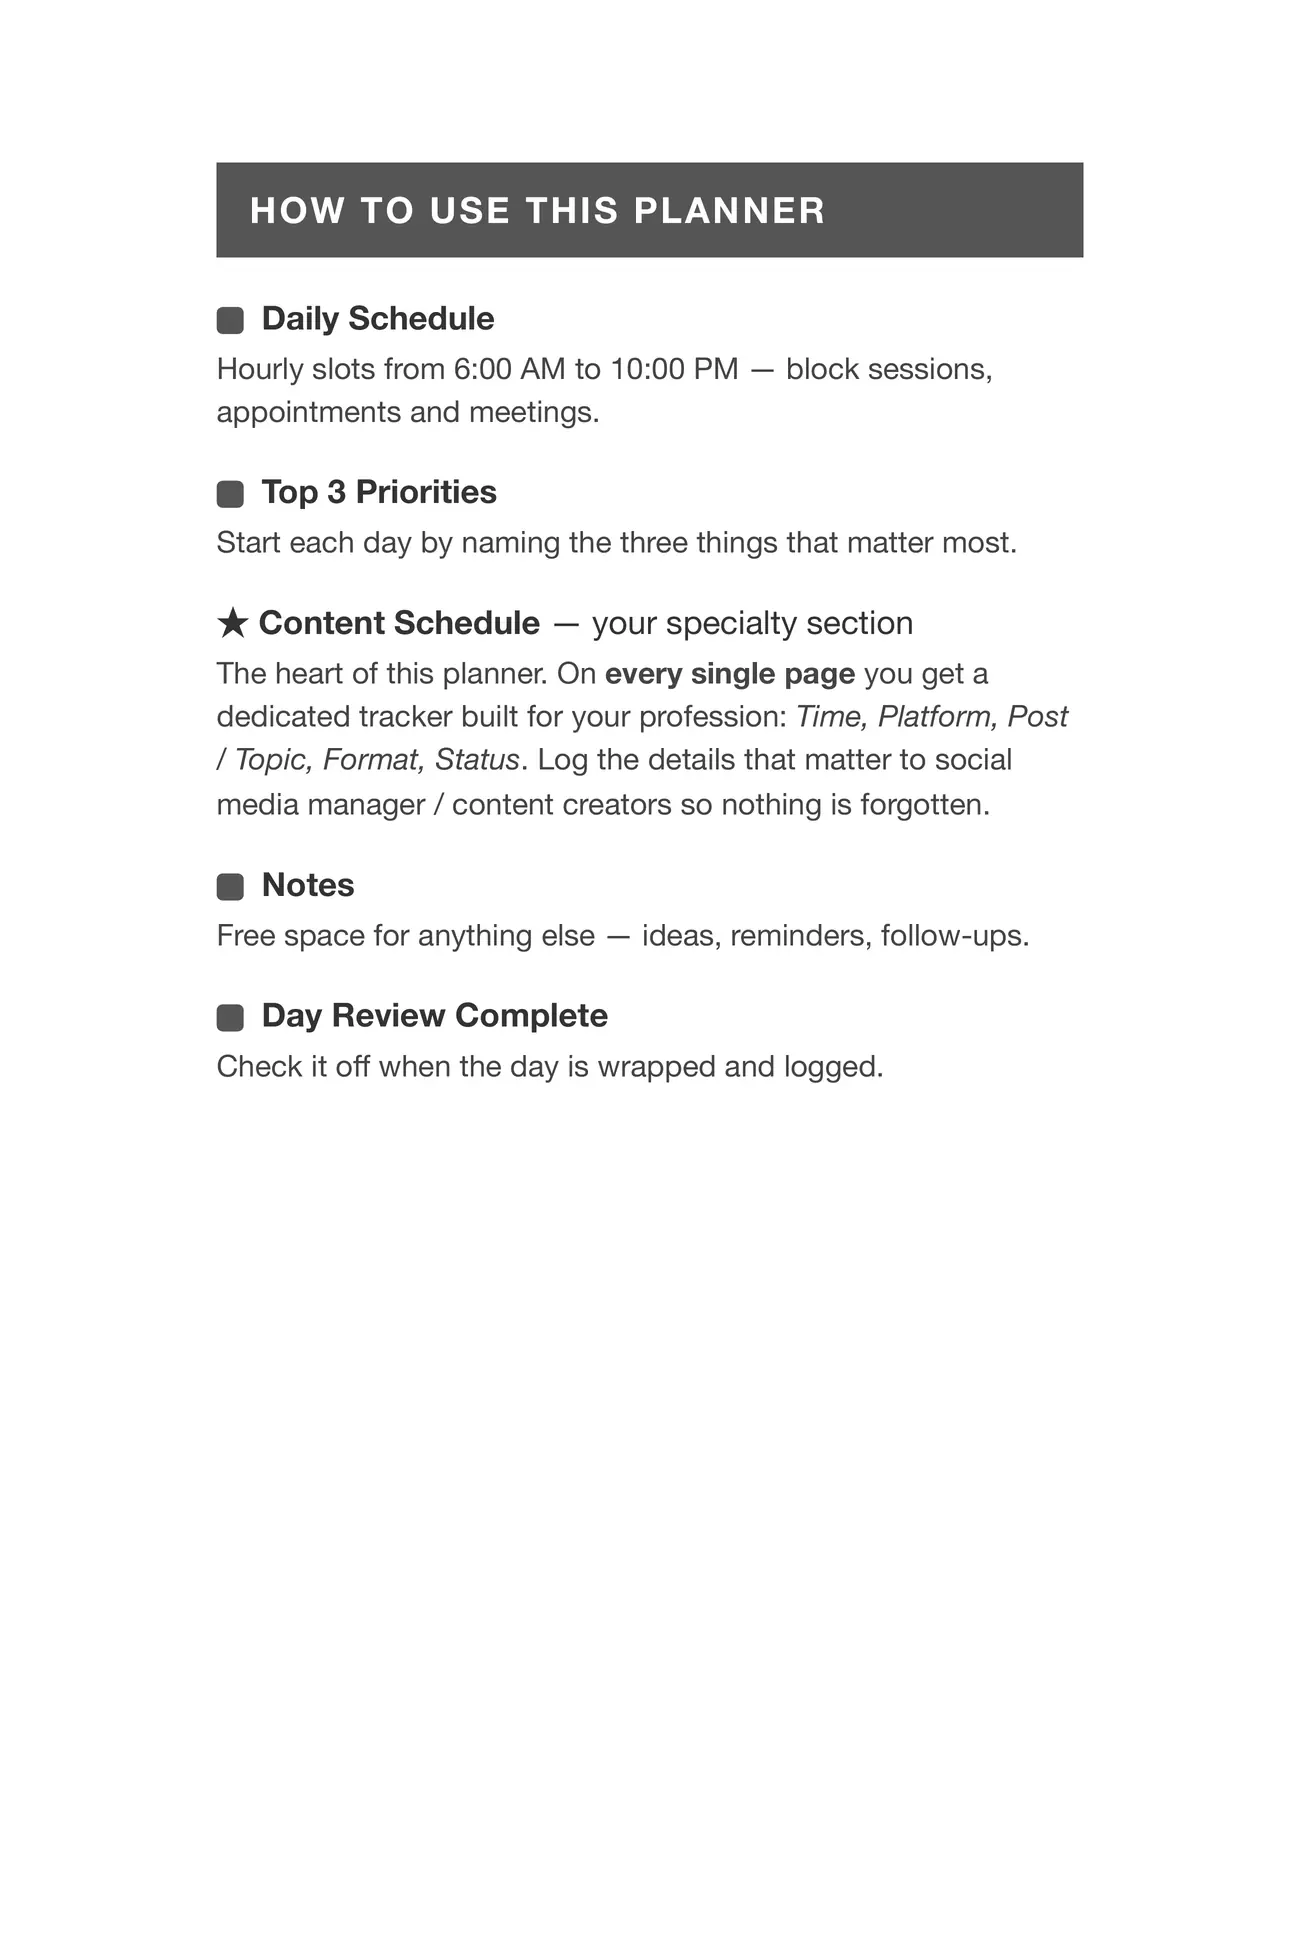 HOW TO USE THIS PLANNER
Daily Schedule
Hourly slots from 6:00 AM to 10:00 PM — block sessions,
appointments and meetings.
Top 3 Priorities
Start each day by naming the three things that matter most.
★ Content Schedule — your specialty section
The heart of this planner. On every single page you get a
dedicated tracker built for your profession: Time, Platform, Post
/ Topic, Format, Status. Log the details that matter to social
media manager / content creators so nothing is forgotten.
Notes
Free space for anything else — ideas, reminders, follow-ups.
Day Review Complete
Check it off when the day is wrapped and logged.